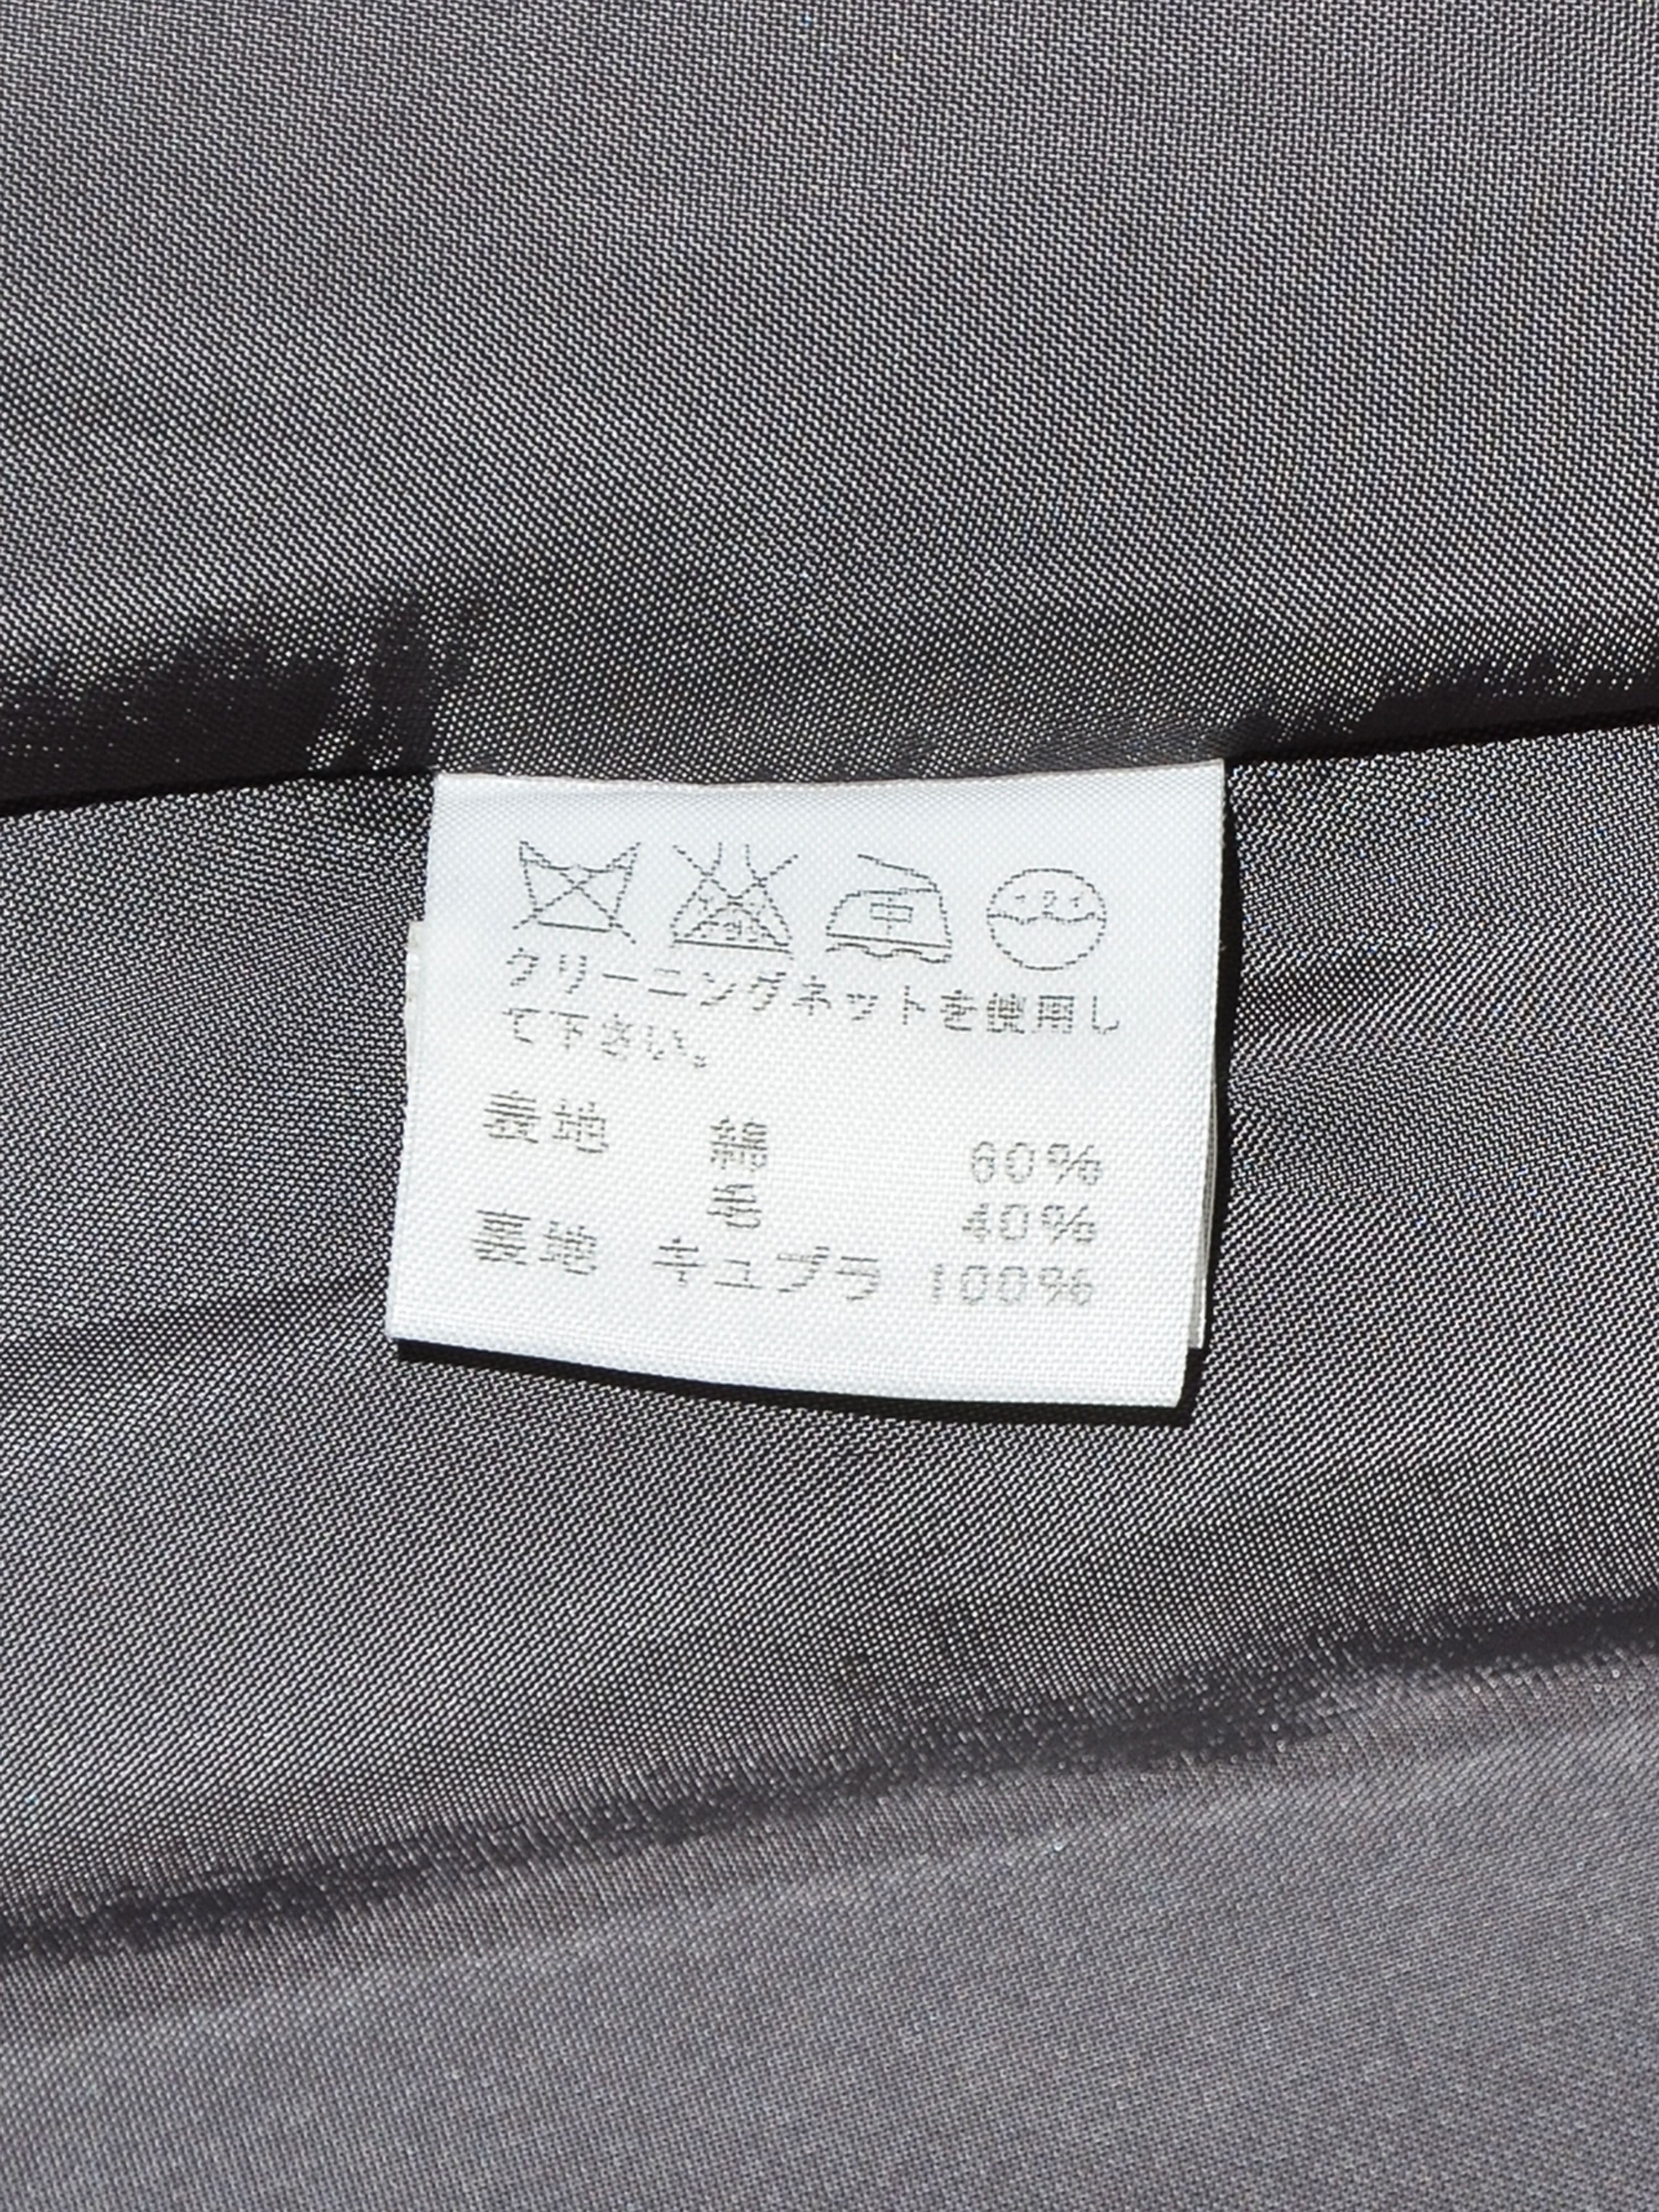 クリーニングネットを使用し
て下さい。
表地 綿 60%
毛 40%
裏地 キュプラ 100%